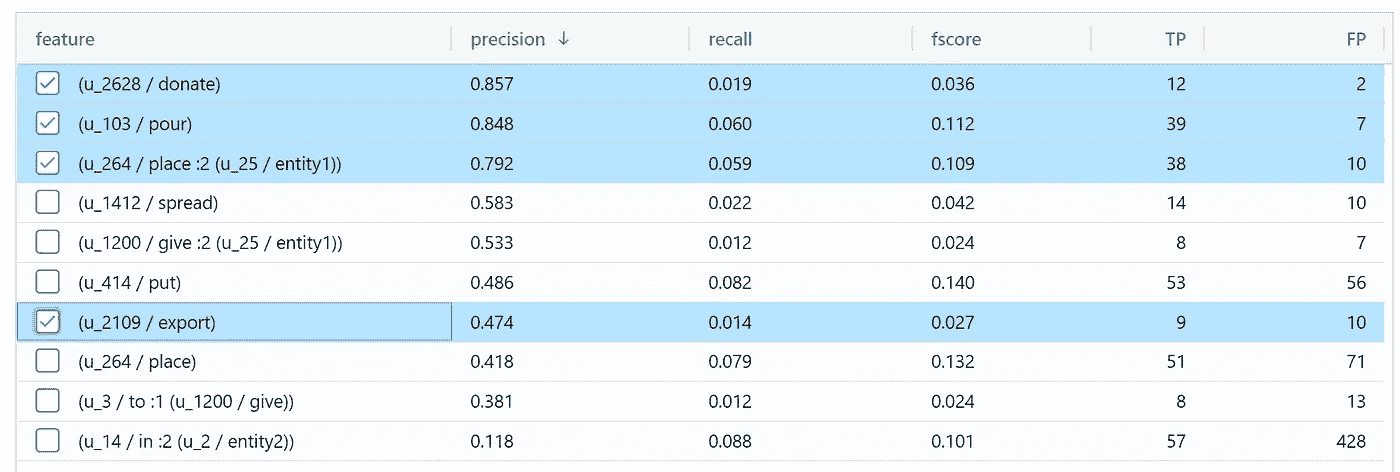 feature precision ↓ recall fscore TP FP
(u_2628 / donate) 0.857 0.019 0.036 12 2
(u_103 / pour) 0.848 0.060 0.112 39 7
(u_264 / place :2 (u_25 / entity1)) 0.792 0.059 0.109 38 10
(u_1412 / spread) 0.583 0.022 0.042 14 10
(u_1200 / give :2 (u_25 / entity1)) 0.533 0.012 0.024 8 7
(u_414 / put) 0.486 0.082 0.140 53 56
(u_2109 / export) 0.474 0.014 0.027 9 10
(u_264 / place) 0.418 0.079 0.132 51 71
(u_3 / to :1 (u_1200 / give)) 0.381 0.012 0.024 8 13
(u_14 / in :2 (u_2 / entity2)) 0.118 0.088 0.101 57 428